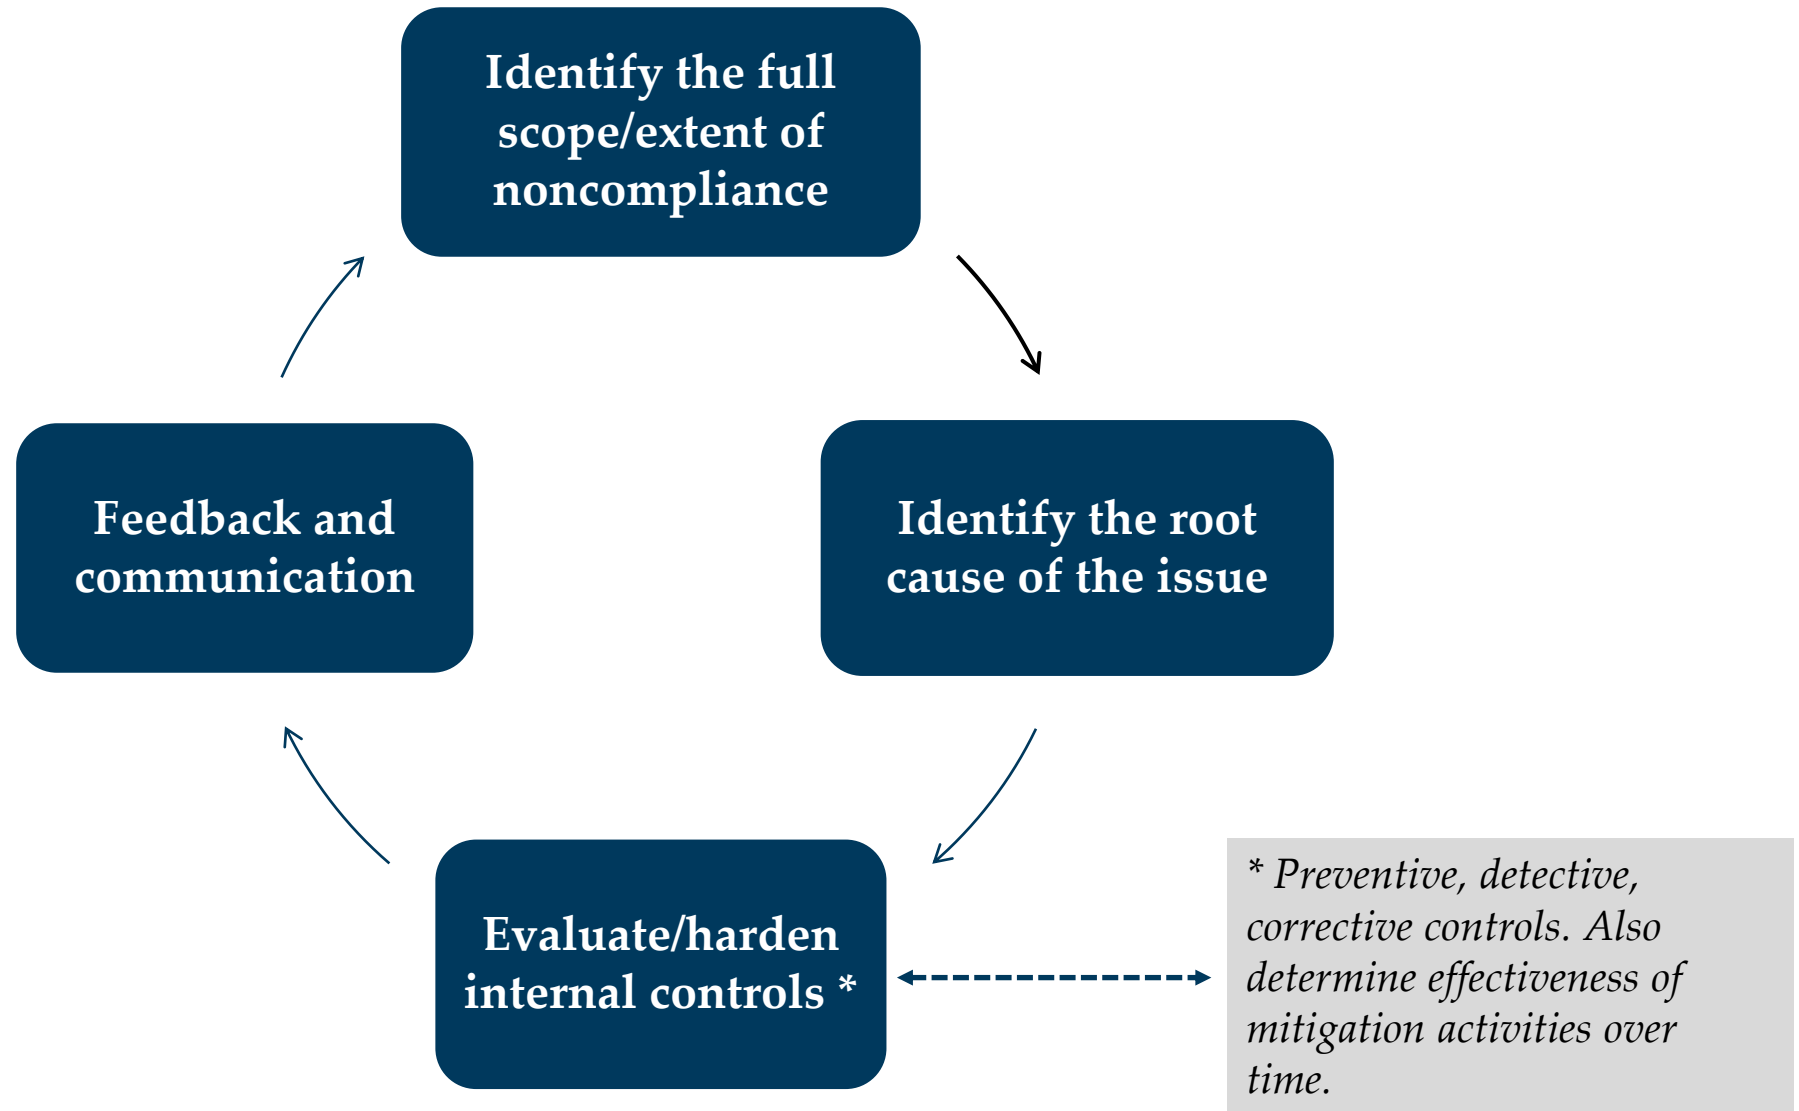 Identify the full
scope/extent of
noncompliance
Identify the root
cause of the issue
Evaluate/harden
internal controls *
Feedback and
communication
* Preventive, detective,
corrective controls. Also
determine effectiveness of
mitigation activities over
time.